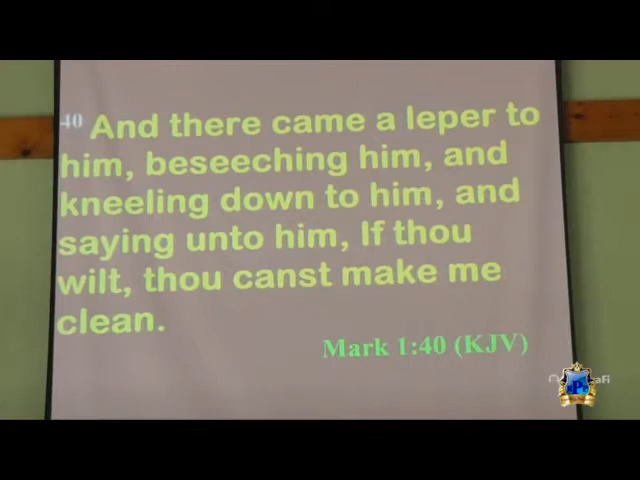 40 And there came a leper to
him, beseeching him, and
kneeling down to him, and
saying unto him, If thou
wilt, thou canst make me
clean.
Mark 1:40 (KJV)